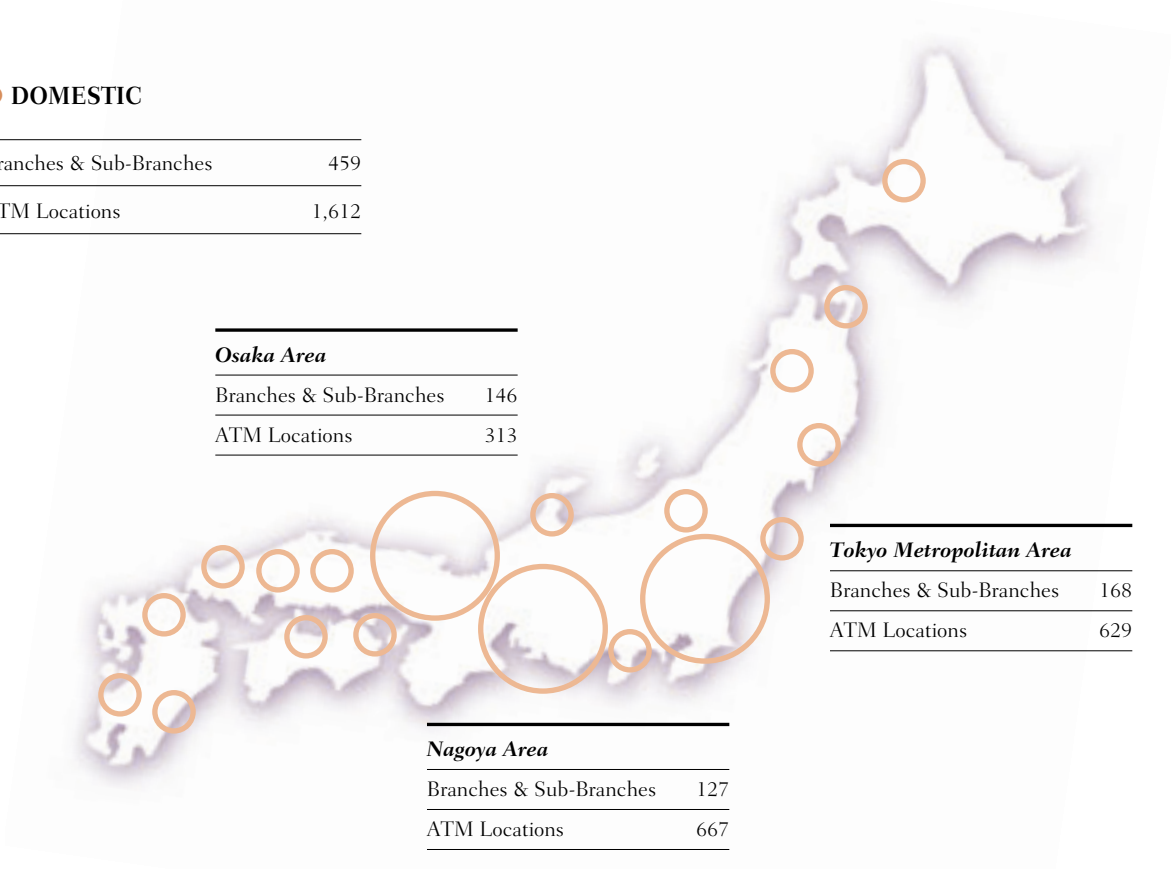 DOMESTIC
ranches & Sub-Branches 459
TM Locations 1,612
Osaka Area
Branches & Sub-Branches 146
ATM Locations 313
Tokyo Metropolitan Area
Branches & Sub-Branches 168
ATM Locations 629
Nagoya Area
Branches & Sub-Branches 127
ATM Locations 667